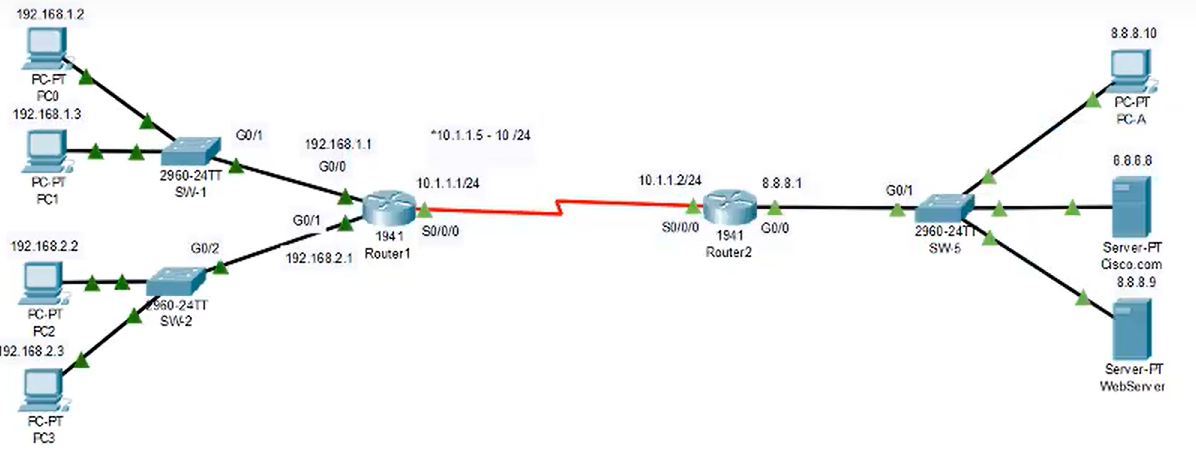 192.168.1.2
PC-PT
PC0
192.168.1.3
PC-PT
PC1
2960-24TT
SW-1
G0/1
192.168.1.1
G0/0
*10.1.1.5 - 10 /24
10.1.1.1/24
S0/0/0
1941
Router1
G0/1
192.168.2.1
G0/2
2960-24TT
SW-2
192.168.2.2
PC-PT
PC2
192.168.2.3
PC-PT
PC3
10.1.1.2/24
S0/0/0
1941
Router2
8.8.8.1
G0/0
G0/1
2960-24TT
SW-5
8.8.8.10
PC-PT
PC-A
8.8.8.8
Server-PT
Cisco.com
8.8.8.9
Server-PT
WebServer